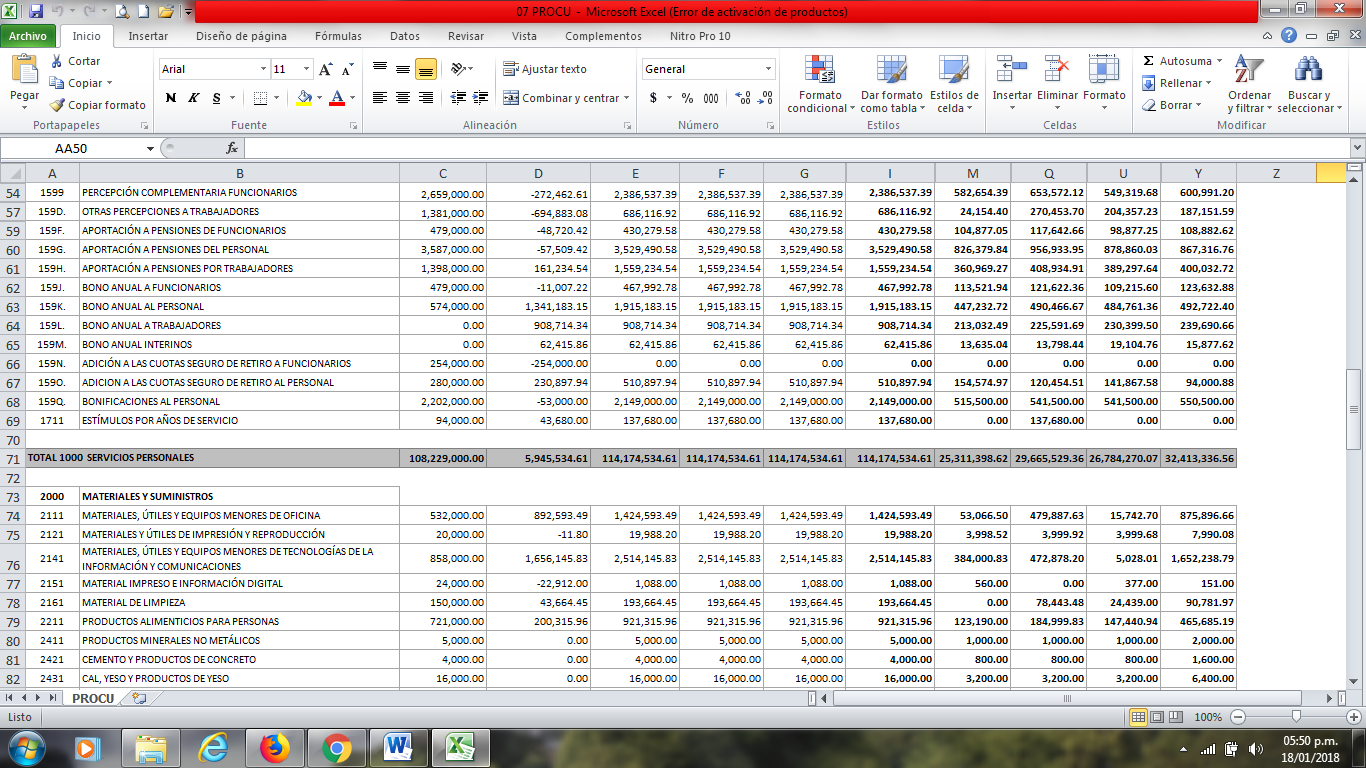 07 PROCU - Microsoft Excel (Error de activación de productos)
Archivo Inicio Insertar Diseño de página Fórmulas Datos Revisar Vista Complementos Nitro Pro 10
Pegar
Cortar
Copiar
Copiar formato
Portapapeles
Arial 11
N K S
Fuente
Ajustar texto
Combinar y centrar
Alineación
General
$ % 000
Número
Formato condicional
Dar formato como tabla
Estilos de celda
Estilos
Insertar Eliminar Formato
Celdas
Σ Autosuma
Rellenar
Borrar
Ordenar y filtrar
Buscar y seleccionar
Modificar
AA50 fx
A B C D E F G I M Q U Y Z
54 1599 PERCEPCIÓN COMPLEMENTARIA FUNCIONARIOS 2,659,000.00 -272,462.61 2,386,537.39 2,386,537.39 2,386,537.39 2,386,537.39 582,654.39 653,572.12 549,319.68 600,991.20
57 159D. OTRAS PERCEPCIONES A TRABAJADORES 1,381,000.00 -694,883.08 686,116.92 686,116.92 686,116.92 686,116.92 24,154.40 270,453.70 204,357.23 187,151.59
59 159F. APORTACIÓN A PENSIONES DE FUNCIONARIOS 479,000.00 -48,720.42 430,279.58 430,279.58 430,279.58 430,279.58 104,877.05 117,642.66 98,877.25 108,882.62
60 159G. APORTACIÓN A PENSIONES DEL PERSONAL 3,587,000.00 -57,509.42 3,529,490.58 3,529,490.58 3,529,490.58 3,529,490.58 826,379.84 956,933.95 878,860.03 867,316.76
61 159H. APORTACIÓN A PENSIONES POR TRABAJADORES 1,398,000.00 161,234.54 1,559,234.54 1,559,234.54 1,559,234.54 1,559,234.54 360,969.27 408,934.91 389,297.64 400,032.72
62 159J. BONO ANUAL A FUNCIONARIOS 479,000.00 -11,007.22 467,992.78 467,992.78 467,992.78 467,992.78 113,521.94 121,622.36 109,215.60 123,632.88
63 159K. BONO ANUAL AL PERSONAL 574,000.00 1,341,183.15 1,915,183.15 1,915,183.15 1,915,183.15 1,915,183.15 447,232.72 490,466.67 484,761.36 492,722.40
64 159L. BONO ANUAL A TRABAJADORES 0.00 908,714.34 908,714.34 908,714.34 908,714.34 908,714.34 213,032.49 225,591.69 230,399.50 239,690.66
65 159M. BONO ANUAL INTERINOS 0.00 62,415.86 62,415.86 62,415.86 62,415.86 62,415.86 13,635.04 13,798.44 19,104.76 15,877.62
66 159N. ADICIÓN A LAS CUOTAS SEGURO DE RETIRO A FUNCIONARIOS 254,000.00 -254,000.00 0.00 0.00 0.00 0.00 0.00 0.00 0.00 0.00
67 159O. ADICION A LAS CUOTAS SEGURO DE RETIRO AL PERSONAL 280,000.00 230,897.94 510,897.94 510,897.94 510,897.94 510,897.94 154,574.97 120,454.51 141,867.58 94,000.88
68 159Q. BONIFICACIONES AL PERSONAL 2,202,000.00 -53,000.00 2,149,000.00 2,149,000.00 2,149,000.00 2,149,000.00 515,500.00 541,500.00 541,500.00 550,500.00
69 1711 ESTÍMULOS POR AÑOS DE SERVICIO 94,000.00 43,680.00 137,680.00 137,680.00 137,680.00 137,680.00 0.00 137,680.00 0.00 0.00
70
71 TOTAL 1000 SERVICIOS PERSONALES 108,229,000.00 5,945,534.61 114,174,534.61 114,174,534.61 114,174,534.61 114,174,534.61 25,311,398.62 29,665,529.36 26,784,270.07 32,413,336.56
72
73 2000 MATERIALES Y SUMINISTROS
74 2111 MATERIALES, ÚTILES Y EQUIPOS MENORES DE OFICINA 532,000.00 892,593.49 1,424,593.49 1,424,593.49 1,424,593.49 1,424,593.49 53,066.50 479,887.63 15,742.70 875,896.66
75 2121 MATERIALES Y ÚTILES DE IMPRESIÓN Y REPRODUCCIÓN 20,000.00 -11.80 19,988.20 19,988.20 19,988.20 19,988.20 3,998.52 3,999.92 3,999.68 7,990.08
76 2141 MATERIALES, ÚTILES Y EQUIPOS MENORES DE TECNOLOGÍAS DE LA
INFORMACIÓN Y COMUNICACIONES 858,000.00 1,656,145.83 2,514,145.83 2,514,145.83 2,514,145.83 2,514,145.83 384,000.83 472,878.20 5,028.01 1,652,238.79
77 2151 MATERIAL IMPRESO E INFORMACIÓN DIGITAL 24,000.00 -22,912.00 1,088.00 1,088.00 1,088.00 1,088.00 560.00 0.00 377.00 151.00
78 2161 MATERIAL DE LIMPIEZA 150,000.00 43,664.45 193,664.45 193,664.45 193,664.45 193,664.45 0.00 78,443.48 24,439.00 90,781.97
79 2211 PRODUCTOS ALIMENTICIOS PARA PERSONAS 721,000.00 200,315.96 921,315.96 921,315.96 921,315.96 921,315.96 123,190.00 184,999.83 147,440.94 465,685.19
80 2411 PRODUCTOS MINERALES NO METÁLICOS 5,000.00 0.00 5,000.00 5,000.00 5,000.00 5,000.00 1,000.00 1,000.00 1,000.00 2,000.00
81 2421 CEMENTO Y PRODUCTOS DE CONCRETO 4,000.00 0.00 4,000.00 4,000.00 4,000.00 4,000.00 800.00 800.00 800.00 1,600.00
82 2431 CAL, YESO Y PRODUCTOS DE YESO 16,000.00 0.00 16,000.00 16,000.00 16,000.00 16,000.00 3,200.00 3,200.00 3,200.00 6,400.00
PROCU
Listo 100%
05:50 p.m.
18/01/2018